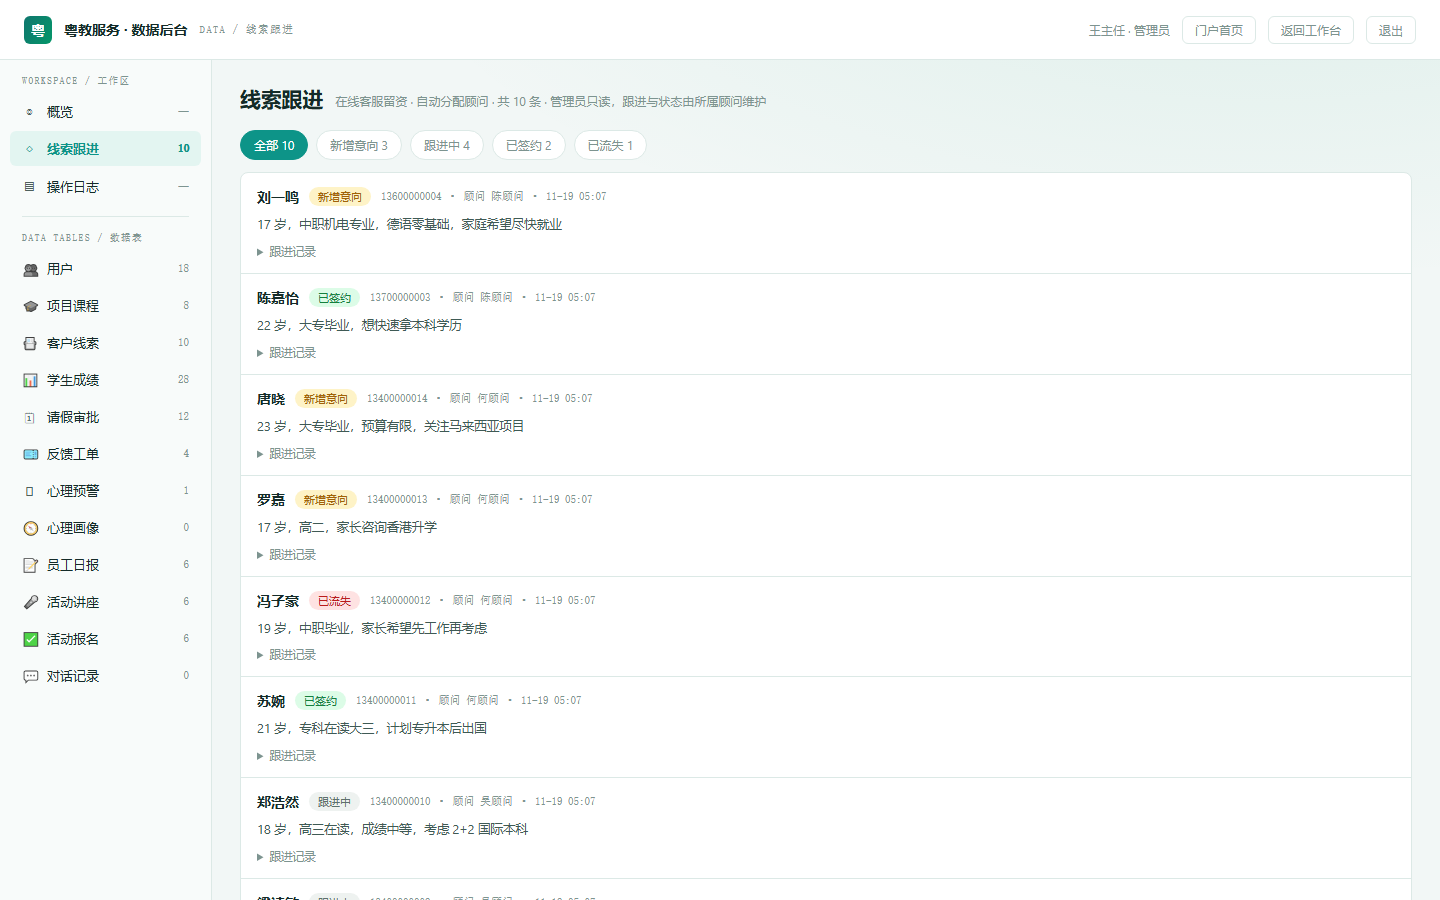 粤 粤教服务 · 数据后台 DATA / 线索跟进 王主任 · 管理员 门户首页 返回工作台 退出
WORKSPACE / 工作区
概览 —
线索跟进 10
操作日志 —
DATA TABLES / 数据表
用户 18
项目课程 8
客户线索 10
学生成绩 28
请假审批 12
反馈工单 4
心理预警 1
心理画像 0
员工日报 6
活动讲座 6
活动报名 6
对话记录 0
线索跟进 在线客服留资 · 自动分配顾问 · 共 10 条 · 管理员只读，跟进与状态由所属顾问维护
全部 10 新增意向 3 跟进中 4 已签约 2 已流失 1
刘一鸣 新增意向 13600000004 • 顾问 陈顾问 • 11-19 05:07
17 岁，中职机电专业，德语零基础，家庭希望尽快就业
▶ 跟进记录
陈嘉怡 已签约 13700000003 • 顾问 陈顾问 • 11-19 05:07
22 岁，大专毕业，想快速拿本科学历
▶ 跟进记录
唐晓 新增意向 13400000014 • 顾问 何顾问 • 11-19 05:07
23 岁，大专毕业，预算有限，关注马来西亚项目
▶ 跟进记录
罗嘉 新增意向 13400000013 • 顾问 何顾问 • 11-19 05:07
17 岁，高二，家长咨询香港升学
▶ 跟进记录
冯子豪 已流失 13400000012 • 顾问 何顾问 • 11-19 05:07
19 岁，中职毕业，家长希望先工作再考虑
▶ 跟进记录
苏婉 已签约 13400000011 • 顾问 何顾问 • 11-19 05:07
21 岁，专科在读大三，计划专升本后出国
▶ 跟进记录
郑浩然 跟进中 13400000010 • 顾问 吴顾问 • 11-19 05:07
18 岁，高三在读，成绩中等，考虑 2+2 国际本科
▶ 跟进记录